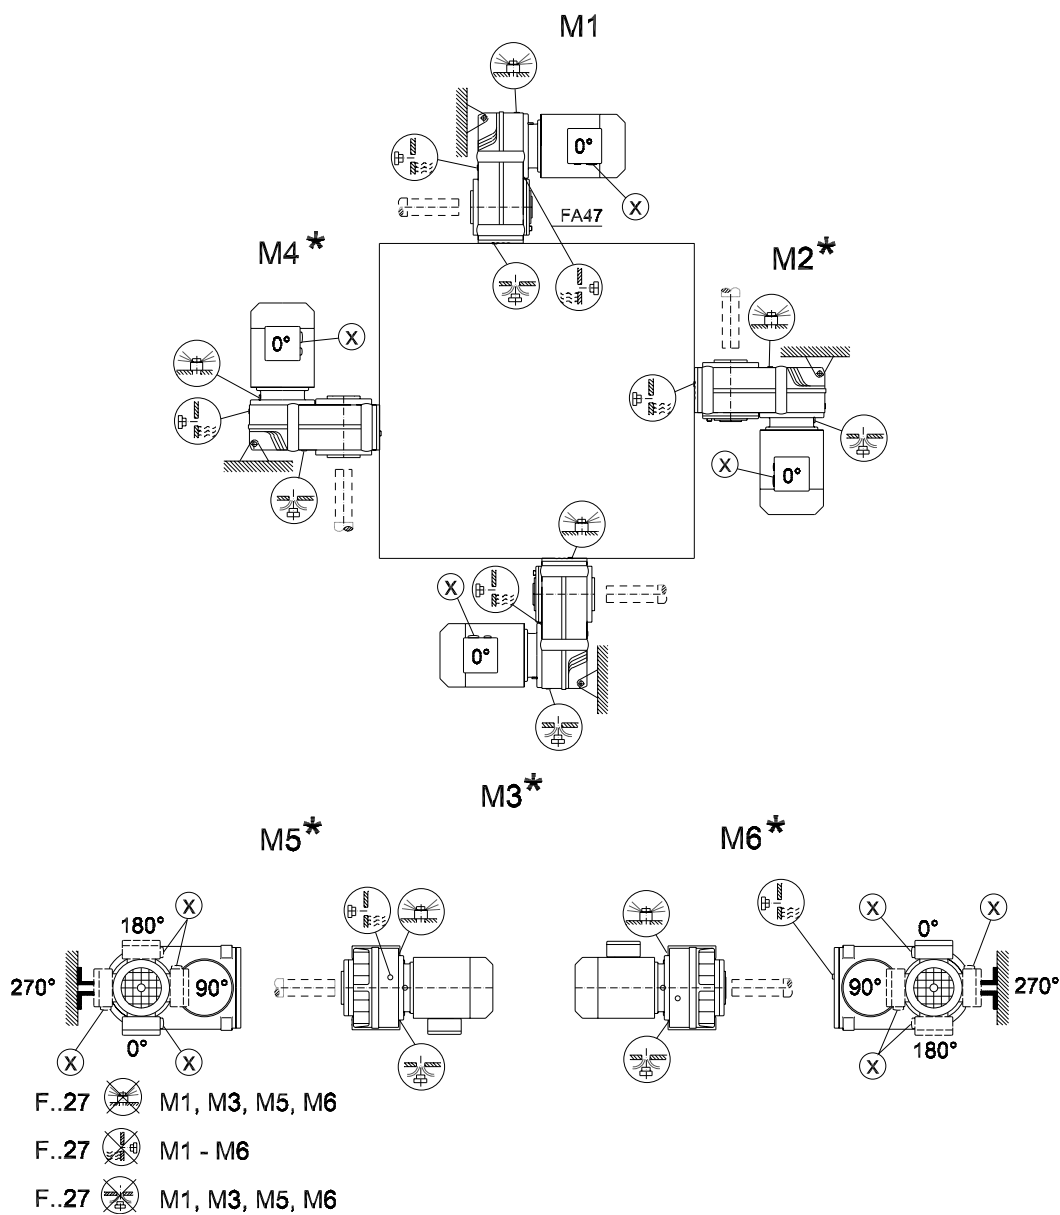 M1
0°
X
FA47
M4*
M2*
0°
X
X
0°
X
0°
M3*
M5*
M6*
X
180°
270°
90°
0°
X
X
X
X
0°
90°
270°
180°
X
F..27 M1, M3, M5, M6
F..27 M1 - M6
F..27 M1, M3, M5, M6